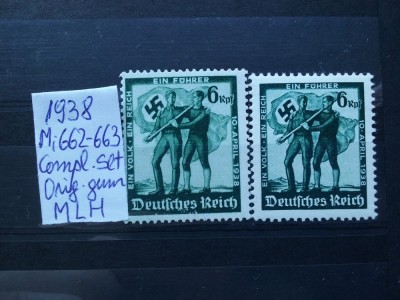 1938
Mi 662-663
Compl. set
Orig. gum
MLH
EIN FÜHRER
6 Rpf
EIN VOLK · EIN REICH
10. APRIL 1938
Deutsches Reich
EIN FÜHRER
6 Rpf
EIN VOLK · EIN REICH
10. APRIL 1938
Deutsches Reich